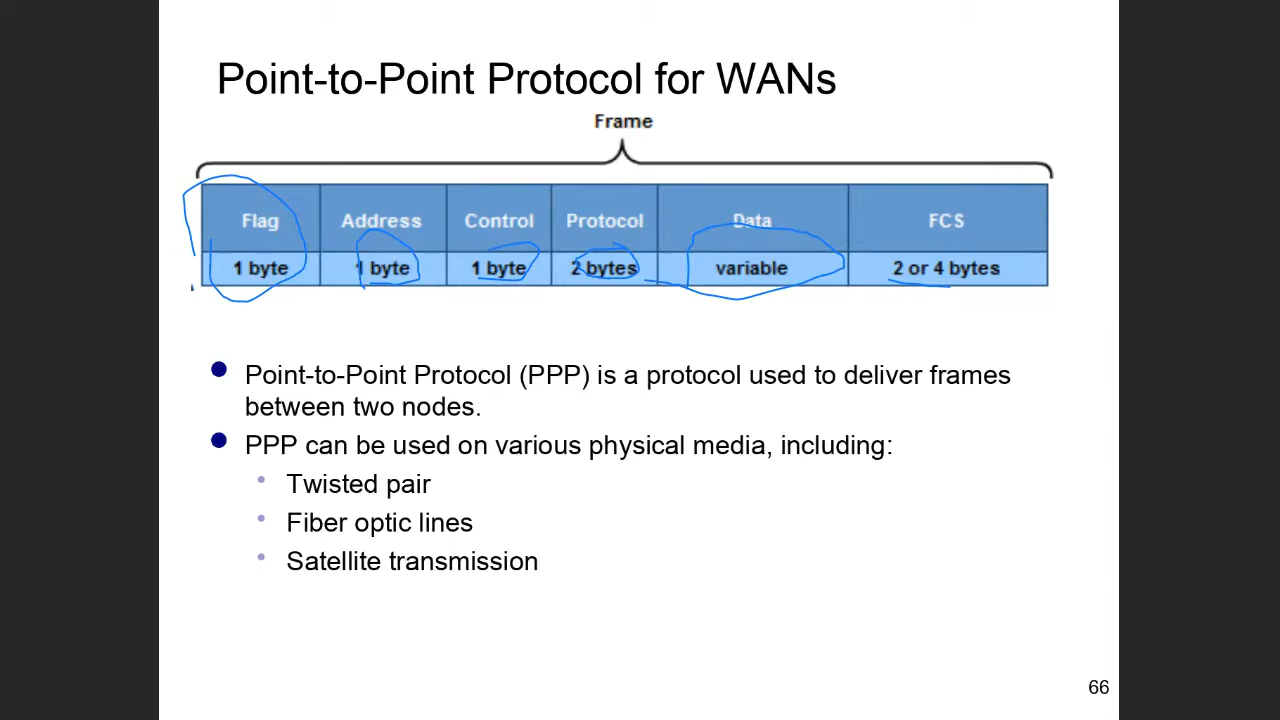 Point-to-Point Protocol for WANs
Frame
Flag Address Control Protocol Data FCS
1 byte 1 byte 1 byte 2 bytes variable 2 or 4 bytes
Point-to-Point Protocol (PPP) is a protocol used to deliver frames
between two nodes.
PPP can be used on various physical media, including:
Twisted pair
Fiber optic lines
Satellite transmission
66